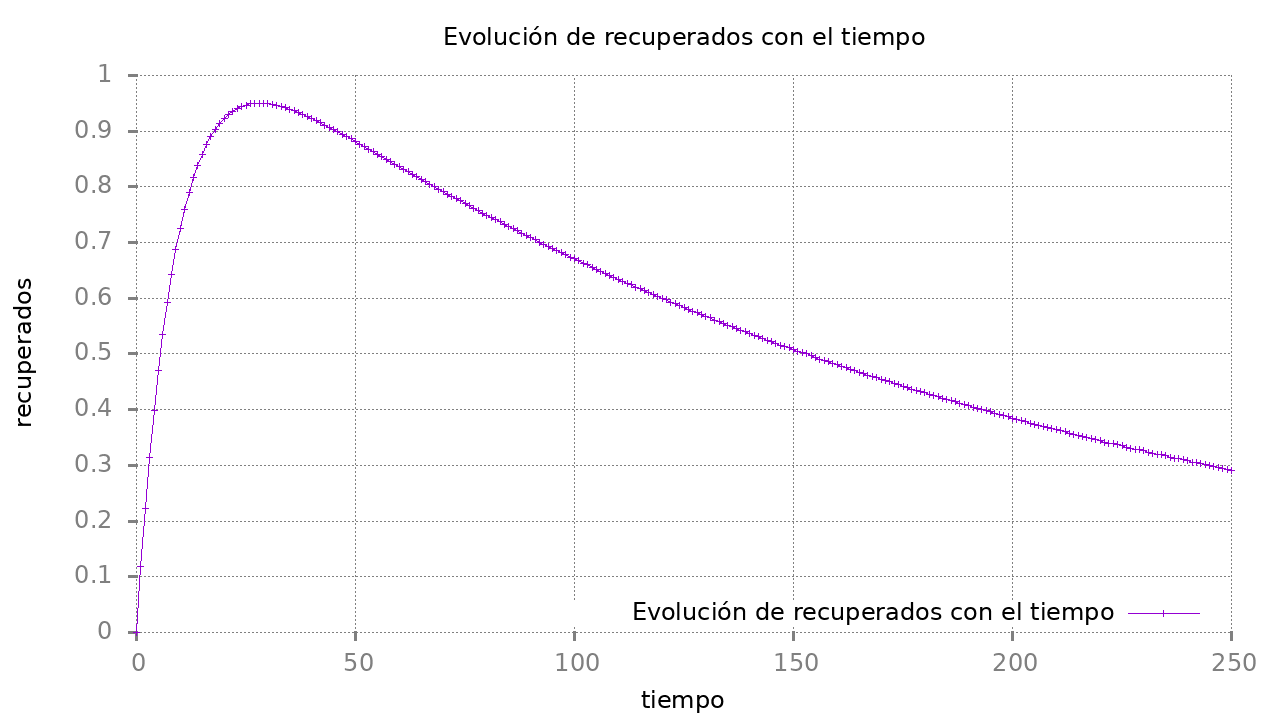 Evolución de recuperados con el tiempo
1
0.9
0.8
0.7
0.6
0.5
0.4
0.3
0.2
0.1
0
recuperados
Evolución de recuperados con el tiempo
0 50 100 150 200 250
tiempo